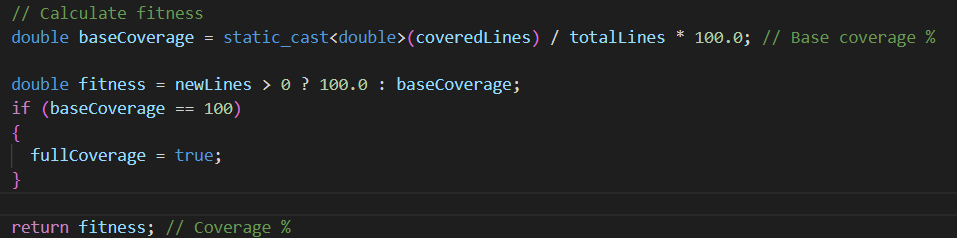 // Calculate fitness
double baseCoverage = static_cast<double>(coveredLines) / totalLines * 100.0; // Base coverage %
double fitness = newLines > 0 ? 100.0 : baseCoverage;
if (baseCoverage == 100)
{
fullCoverage = true;
}
return fitness; // Coverage %